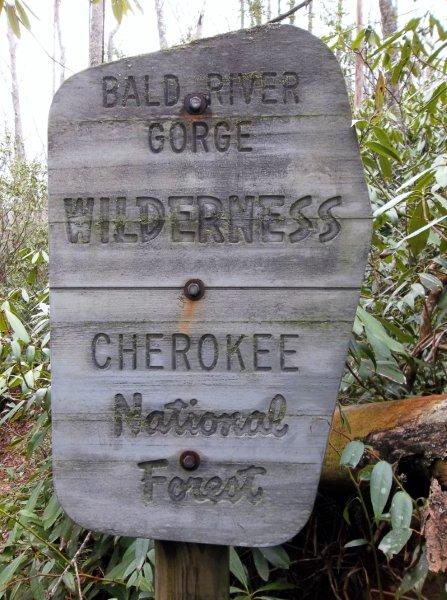 BALD RIVER
GORGE
WILDERNESS
CHEROKEE
National
Forest